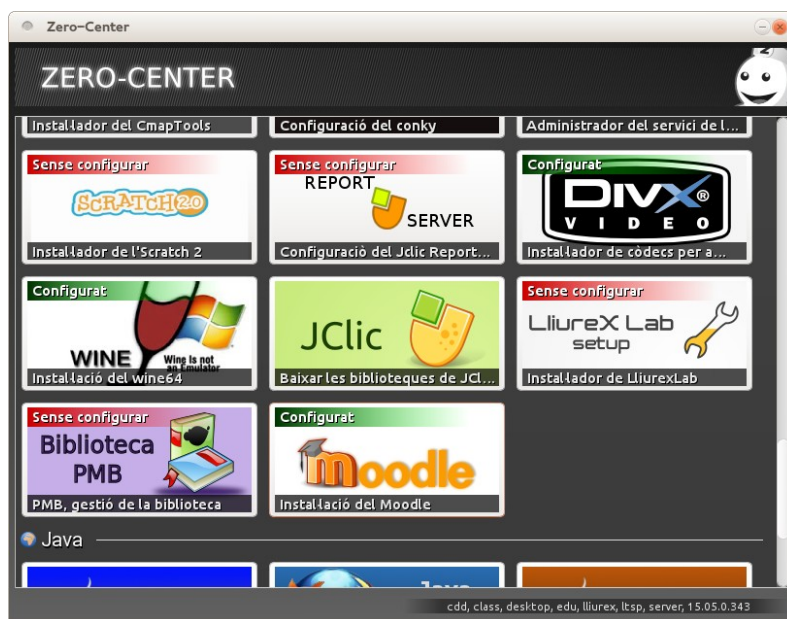 Zero-Center
ZERO-CENTER
Instal·lador del CmapTools
Configuració del conky
Administrador del servici de l...
Sense configurar
SCRATCH 2.0
Instal·lador de l'Scratch 2
Sense configurar
REPORT
SERVER
Configuració del Jclic Report...
Configurat
DIVX®
VIDEO
Instal·lador de còdecs per a...
Configurat
WINE
Wine Is not
an Emulator
Instal·lació del wine64
JClic
Baixar les biblioteques de JCl...
Sense configurar
LliureX Lab
setup
Instal·lador de LliurexLab
Sense configurar
Biblioteca
PMB
PMB, gestió de la biblioteca
Configurat
moodle
Instal·lació del Moodle
Java
Java
cdd, class, desktop, edu, lliurex, ltsp, server, 15.05.0.343